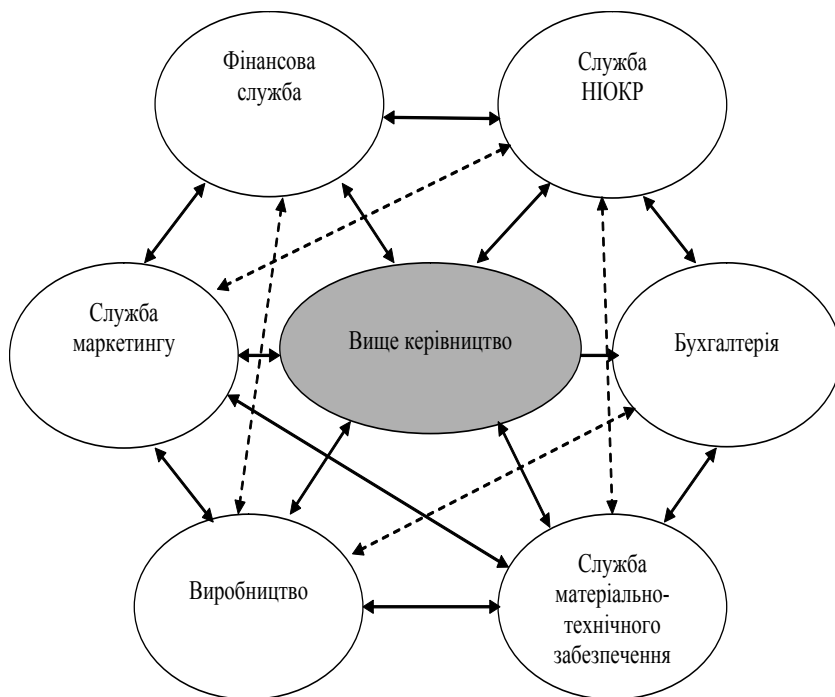 Фінансова
служба
Служба
НІОКР
Служба
маркетингу
Вище керівництво
Бухгалтерія
Виробництво
Служба
матеріально-
технічного
забезпечення